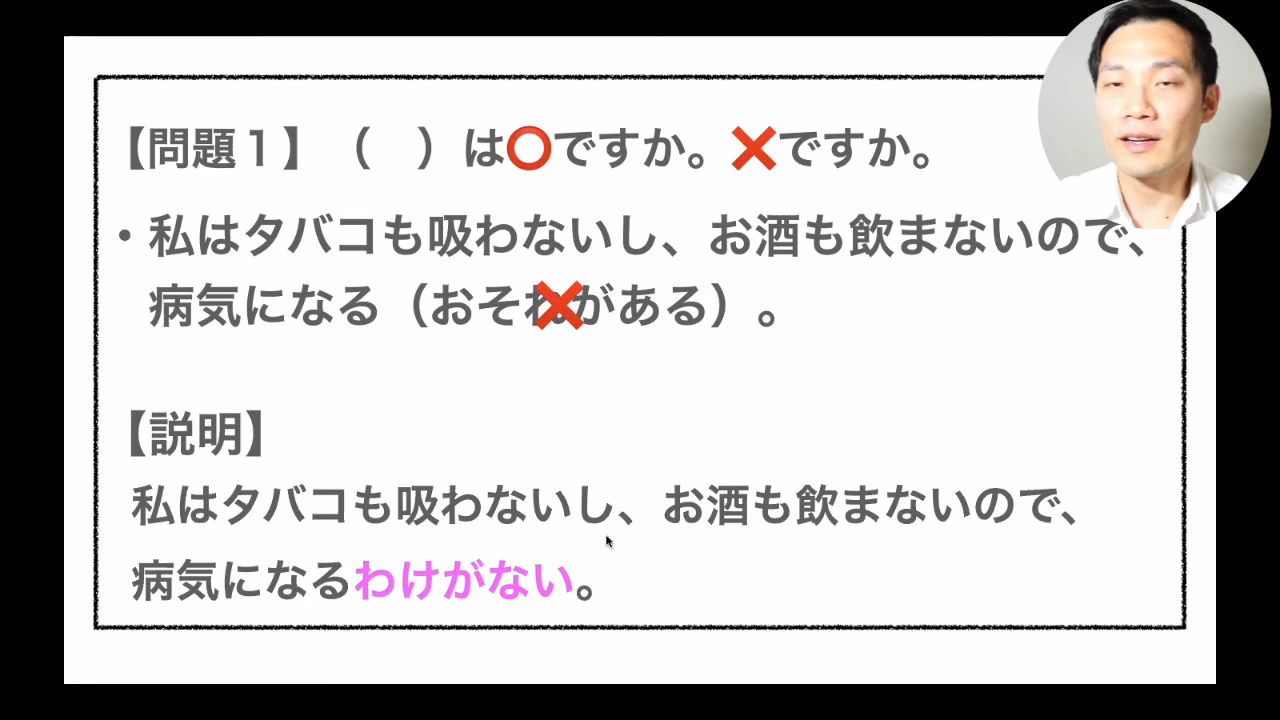 【問題１】（　）は⭕ですか。❌ですか。
・私はタバコも吸わないし、お酒も飲まないので、
病気になる（おそれがある）。
【説明】
私はタバコも吸わないし、お酒も飲まないので、
病気になるわけがない。